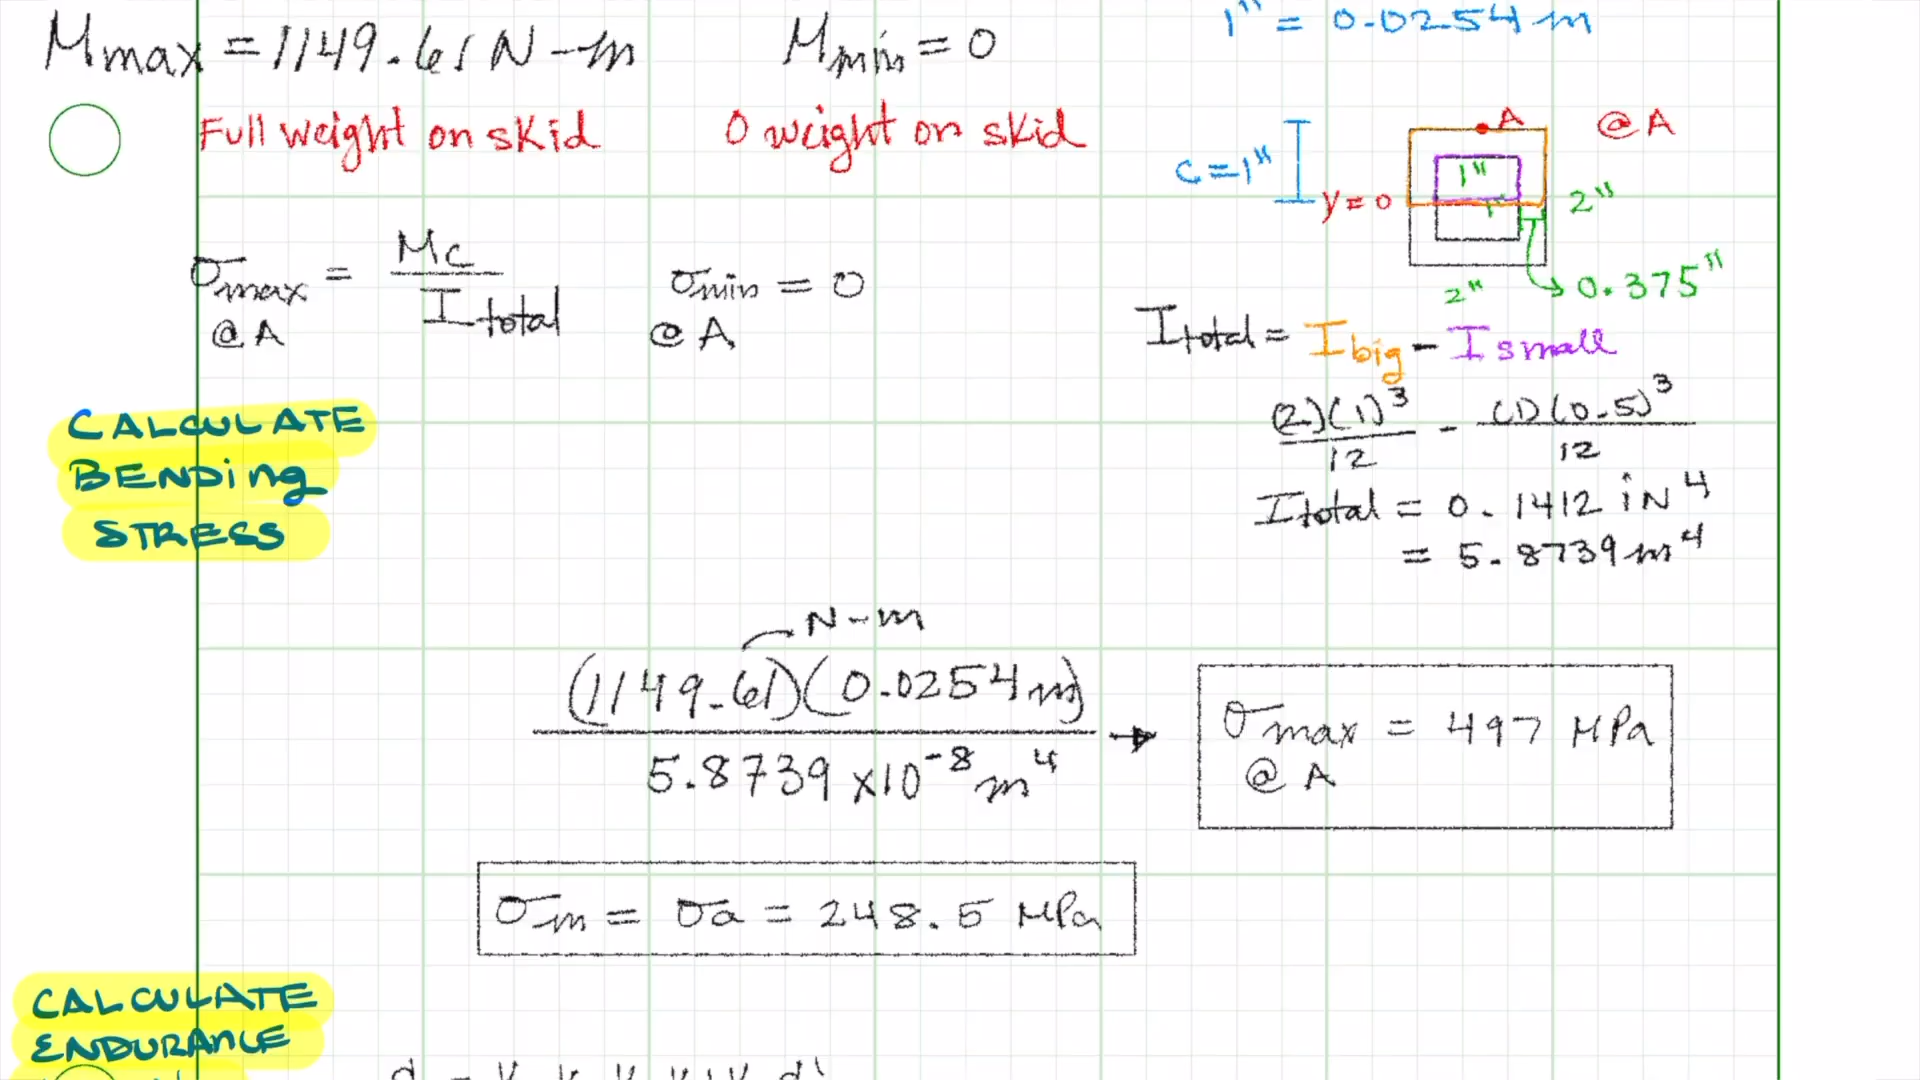 Mmax = 1149.61 N-m
Mmin = 0
1" = 0.0254 m
Full weight on skid
0 weight on skid
A
@ A
c = 1"
1"
1"
y = 0
2"
2"
0.375"
σmax = Mc / Itotal
@ A
σmin = 0
@ A
Itotal = Ibig - Ismall
(2)(1)³ / 12 - (1)(0.5)³ / 12
Itotal = 0.1412 iN⁴
= 5.8739 m⁴
CALCULATE
BENDing
STRESS
N-m
(1149.61)(0.0254m)
5.8739 x10⁻⁸ m⁴
→ σmax = 497 MPa
@ A
σm = σa = 248.5 MPa
CALCULATE
ENDURANCE